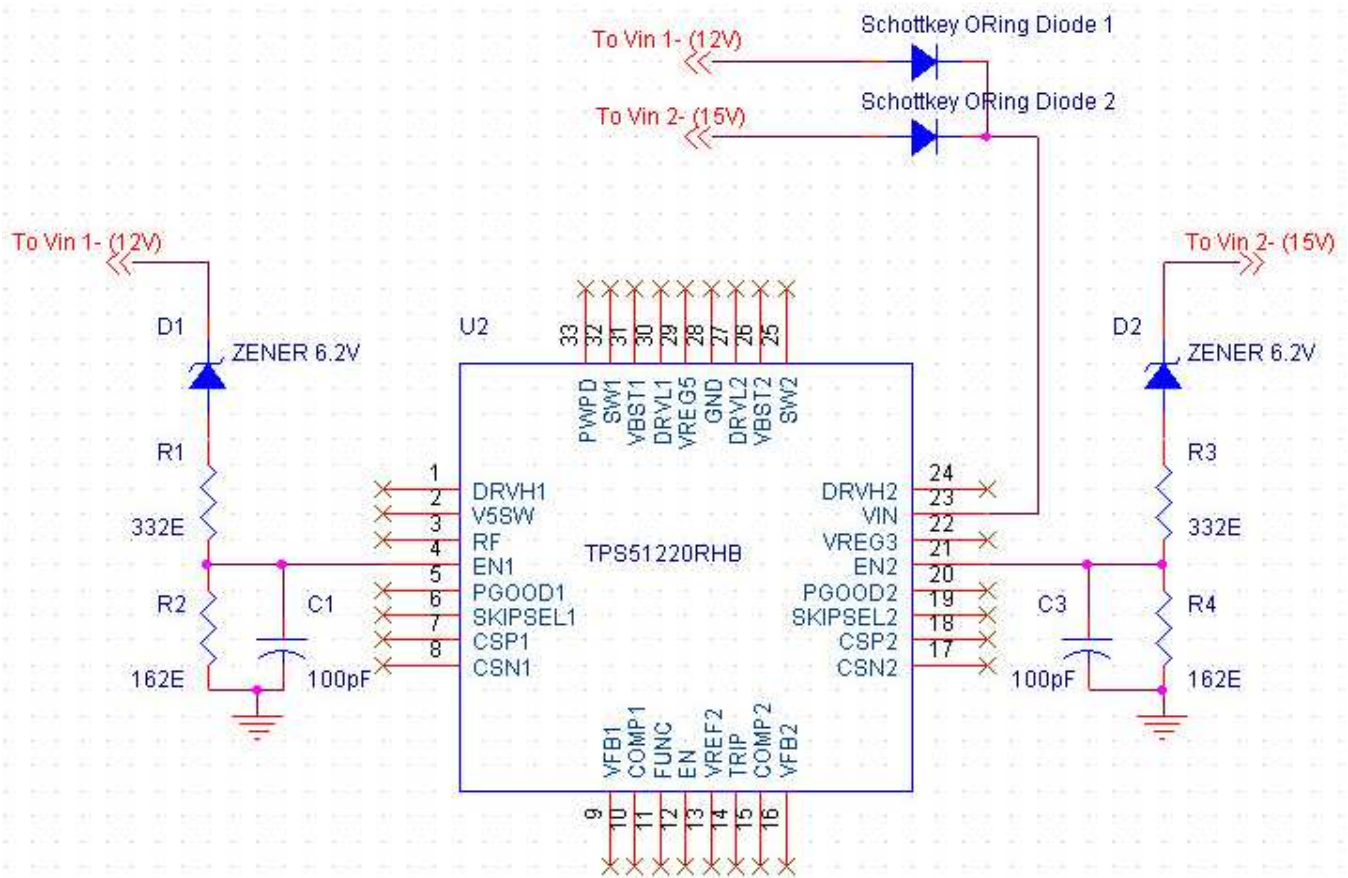 Schottkey ORing Diode 1
To Vin 1- (12V)
Schottkey ORing Diode 2
To Vin 2- (15V)
To Vin 1- (12V)
To Vin 2- (15V)
D1
ZENER 6.2V
U2
D2
ZENER 6.2V
33
32
31
30
29
28
27
26
25
PWPD
SW1
VBST1
DRVL1
VREG5
GND
DRVL2
VBST2
SW2
R1
332E
R2
162E
C1
100pF
1
2
3
4
5
6
7
8
DRVH1
V5SW
RF
EN1
PGOOD1
SKIPSEL1
CSP1
CSN1
TPS51220RHB
DRVH2
VIN
VREG3
EN2
PGOOD2
SKIPSEL2
CSP2
CSN2
24
23
22
21
20
19
18
17
R3
332E
R4
162E
C3
100pF
VFB1
COMP1
FUNC
EN
VREF2
TRIP
COMP2
VFB2
9
10
11
12
13
14
15
16